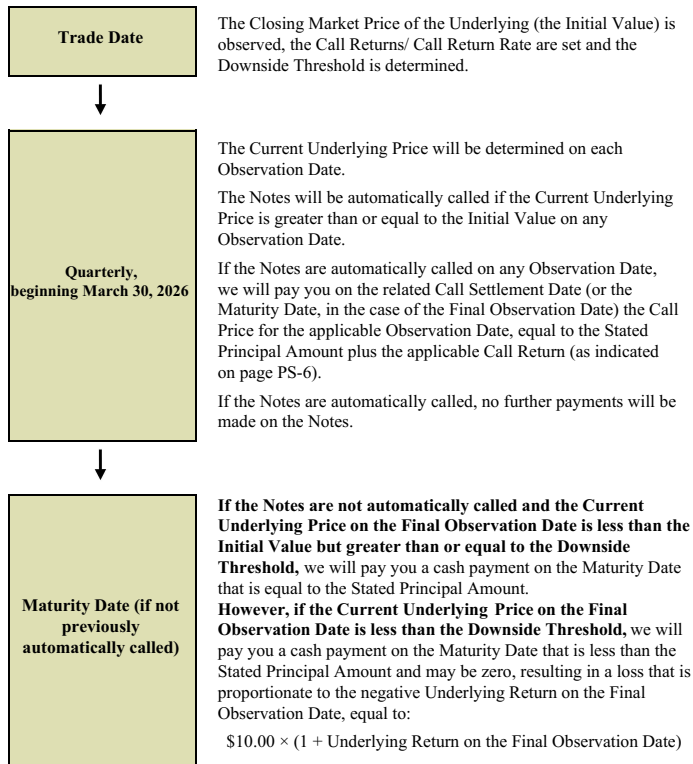 Trade Date
The Closing Market Price of the Underlying (the Initial Value) is
observed, the Call Returns/ Call Return Rate are set and the
Downside Threshold is determined.
Quarterly,
beginning March 30, 2026
The Current Underlying Price will be determined on each
Observation Date.
The Notes will be automatically called if the Current Underlying
Price is greater than or equal to the Initial Value on any
Observation Date.
If the Notes are automatically called on any Observation Date,
we will pay you on the related Call Settlement Date (or the
Maturity Date, in the case of the Final Observation Date) the Call
Price for the applicable Observation Date, equal to the Stated
Principal Amount plus the applicable Call Return (as indicated
on page PS-6).
If the Notes are automatically called, no further payments will be
made on the Notes.
Maturity Date (if not
previously
automatically called)
If the Notes are not automatically called and the Current
Underlying Price on the Final Observation Date is less than the
Initial Value but greater than or equal to the Downside
Threshold, we will pay you a cash payment on the Maturity Date
that is equal to the Stated Principal Amount.
However, if the Current Underlying Price on the Final
Observation Date is less than the Downside Threshold, we will
pay you a cash payment on the Maturity Date that is less than the
Stated Principal Amount and may be zero, resulting in a loss that is
proportionate to the negative Underlying Return on the Final
Observation Date, equal to:
$10.00 × (1 + Underlying Return on the Final Observation Date)